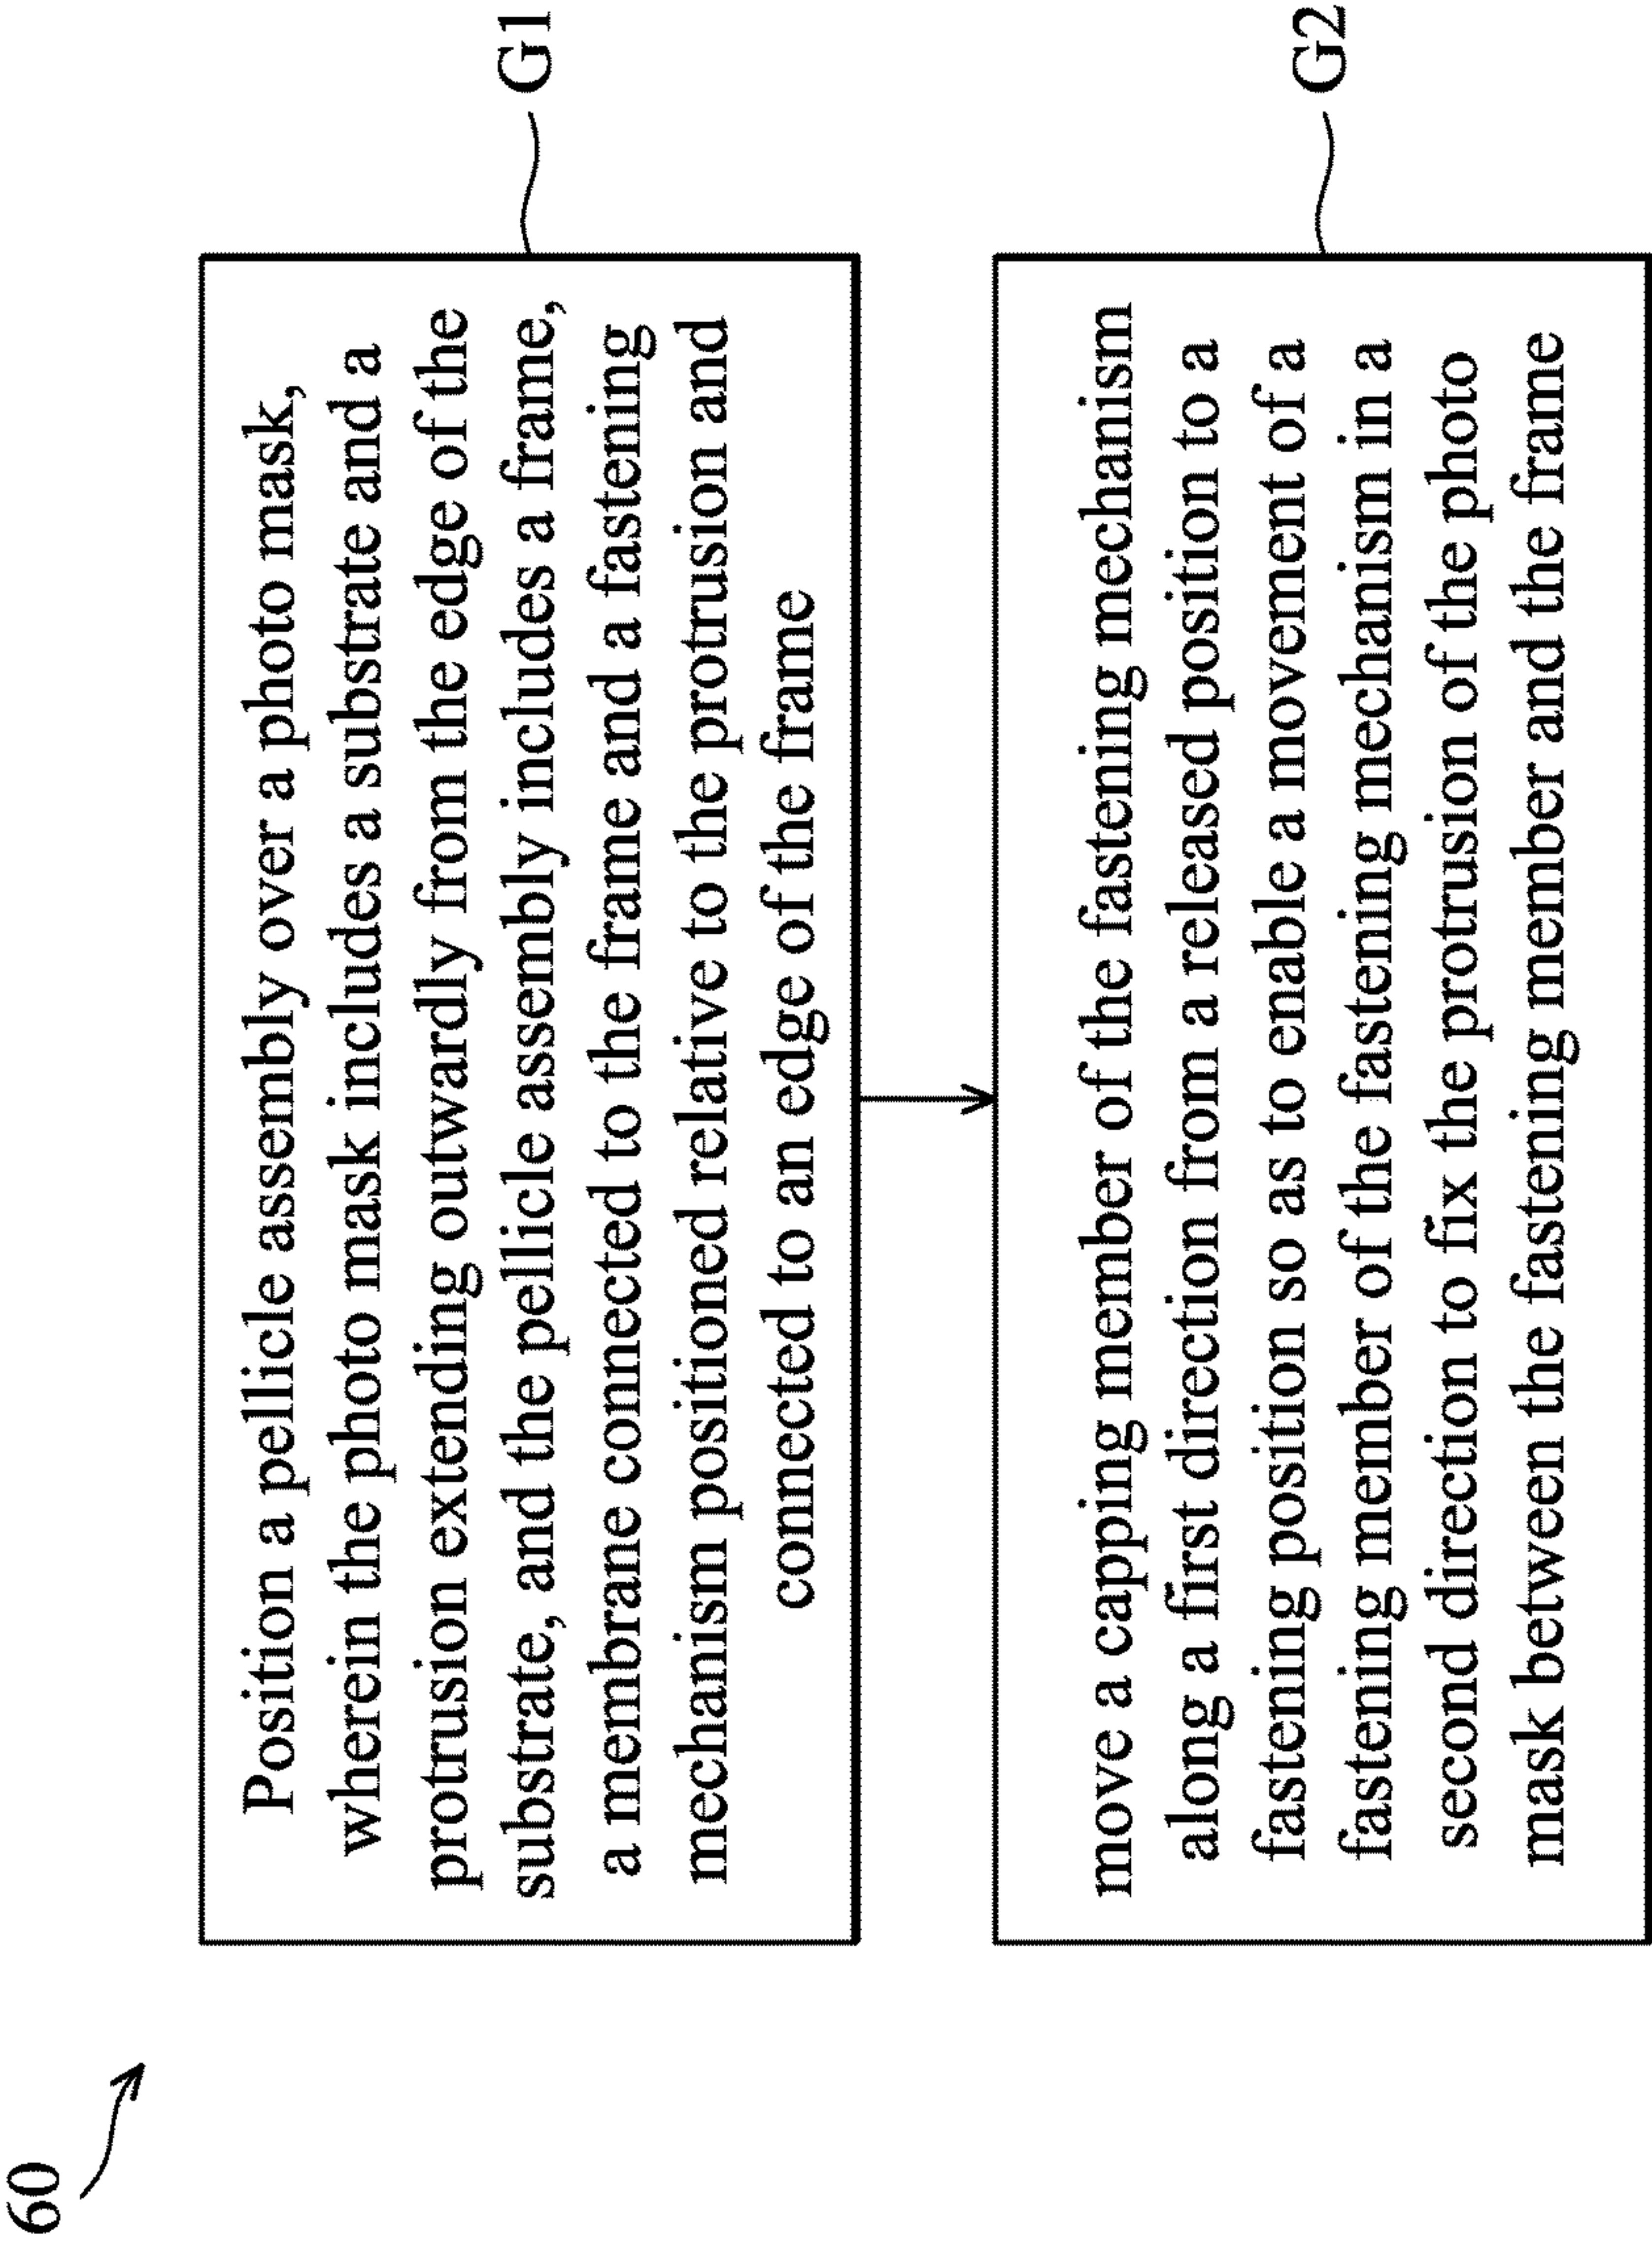 60
Position a pellicle assembly over a photo mask,
wherein the photo mask includes a substrate and a
protrusion extending outwardly from the edge of the
substrate, and the pellicle assembly includes a frame,
a membrane connected to the frame and a fastening
mechanism positioned relative to the protrusion and
connected to an edge of the frame
G1
move a capping member of the fastening mechanism
along a first direction from a released position to a
fastening position so as to enable a movement of a
fastening member of the fastening mechanism in a
second direction to fix the protrusion of the photo
mask between the fastening member and the frame
G2